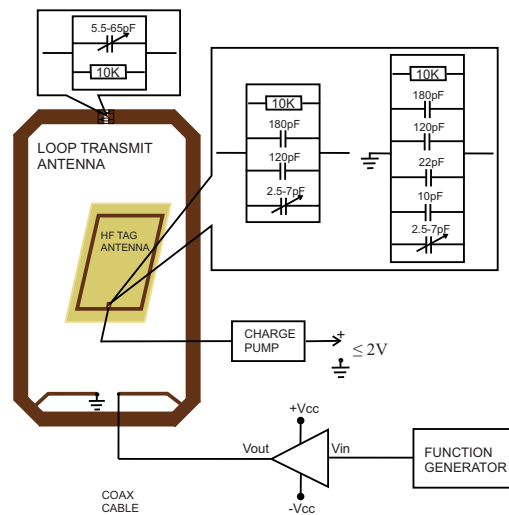 5.5-65pF
10K
LOOP TRANSMIT
ANTENNA
HF TAG
ANTENNA
10K
180pF
120pF
2.5-7pF
10K
180pF
120pF
22pF
10pF
2.5-7pF
CHARGE
PUMP
+
≤ 2V
+Vcc
Vout
Vin
-Vcc
FUNCTION
GENERATOR
COAX
CABLE